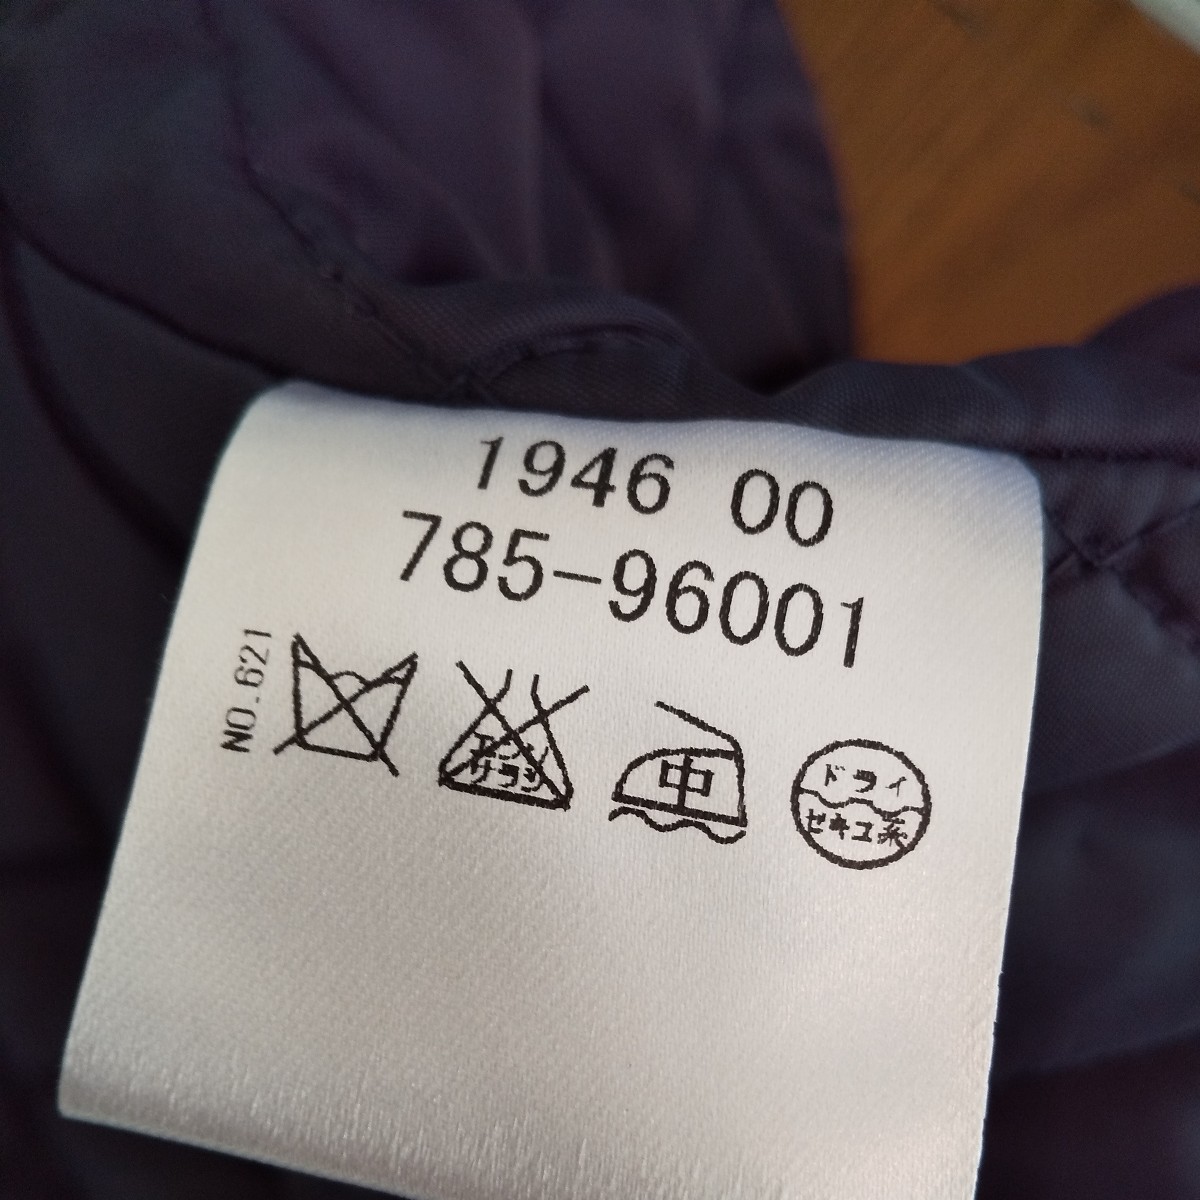 1946 00
785-96001
NO.621
エンソ
サラシ
中
ドライ
セキユ系